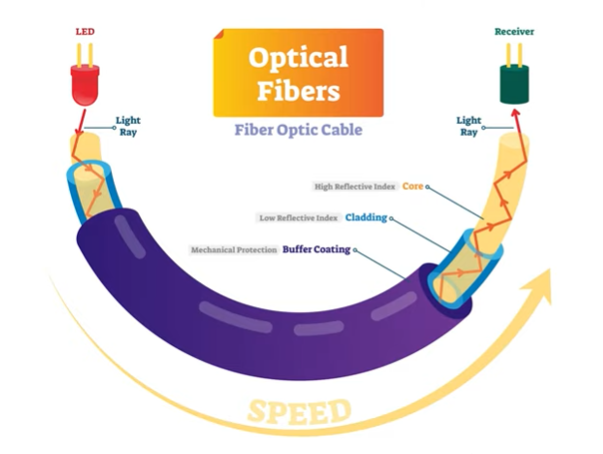 LED
Optical
Fibers
Receiver
Light
Ray
Fiber Optic Cable
Light
Ray
High Reflective Index Core
Low Reflective Index Cladding
Mechanical Protection Buffer Coating
SPEED